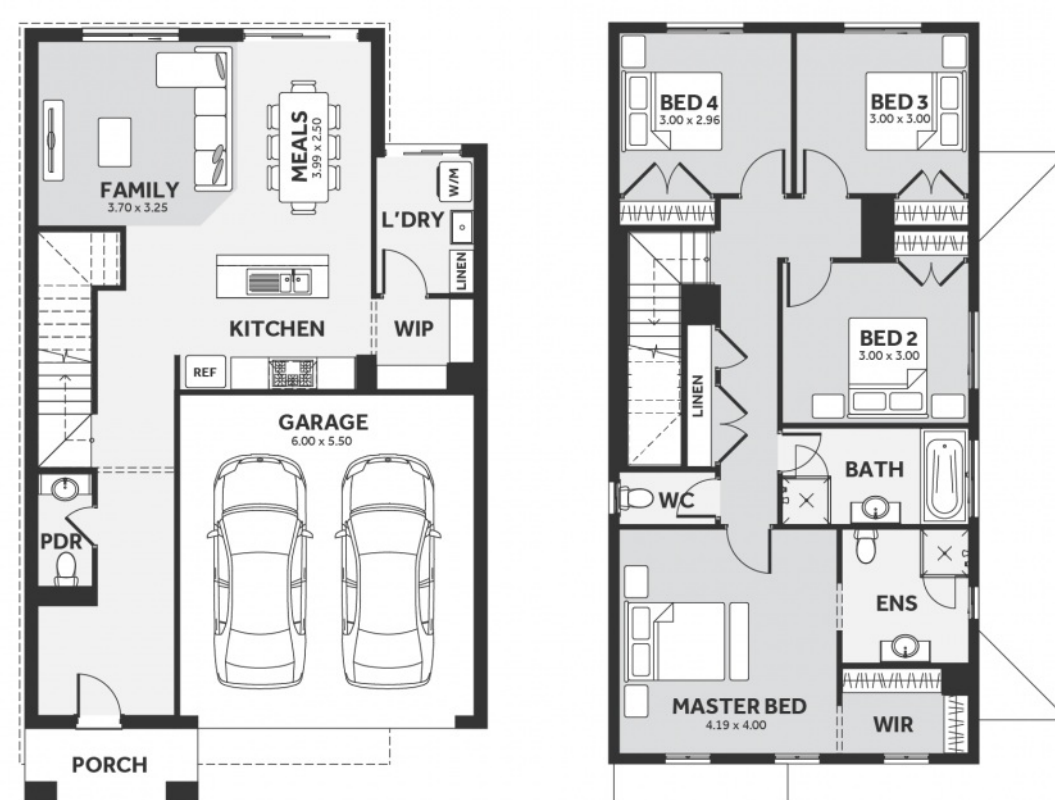 FAMILY
3.70 x 3.25
MEALS
3.99 x 2.50
W/M
L'DRY
LINEN
KITCHEN
WIP
REF
GARAGE
6.00 x 5.50
PDR
PORCH
BED 4
3.00 x 2.96
BED 3
3.00 x 3.00
BED 2
3.00 x 3.00
LINEN
BATH
WC
ENS
MASTER BED
4.19 x 4.00
WIR